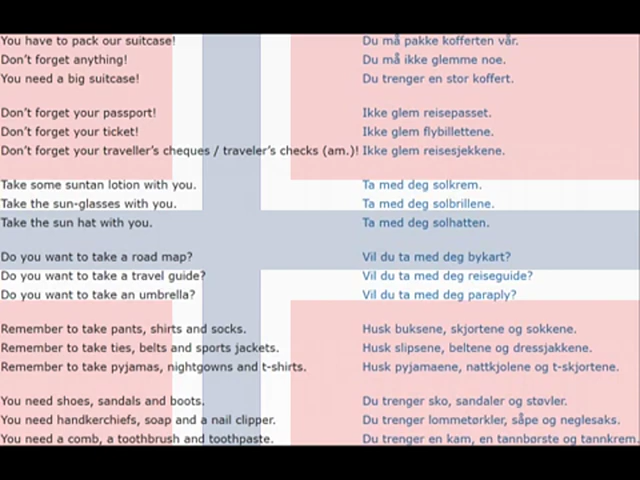 You have to pack our suitcase! Du må pakke kofferten vår.
Don't forget anything! Du må ikke glemme noe.
You need a big suitcase! Du trenger en stor koffert.
Don't forget your passport! Ikke glem reisepasset.
Don't forget your ticket! Ikke glem flybillettene.
Don't forget your traveller's cheques / traveler's checks (am.)! Ikke glem reisesjekkene.
Take some suntan lotion with you. Ta med deg solkrem.
Take the sun-glasses with you. Ta med deg solbrillene.
Take the sun hat with you. Ta med deg solhatten.
Do you want to take a road map? Vil du ta med deg bykart?
Do you want to take a travel guide? Vil du ta med deg reiseguide?
Do you want to take an umbrella? Vil du ta med deg paraply?
Remember to take pants, shirts and socks. Husk buksene, skjortene og sokkene.
Remember to take ties, belts and sports jackets. Husk slipsene, beltene og dressjakkene.
Remember to take pyjamas, nightgowns and t-shirts. Husk pyjamaene, nattkjolene og t-skjortene.
You need shoes, sandals and boots. Du trenger sko, sandaler og støvler.
You need handkerchiefs, soap and a nail clipper. Du trenger lommetørkler, såpe og neglesaks.
You need a comb, a toothbrush and toothpaste. Du trenger en kam, en tannbørste og tannkrem.